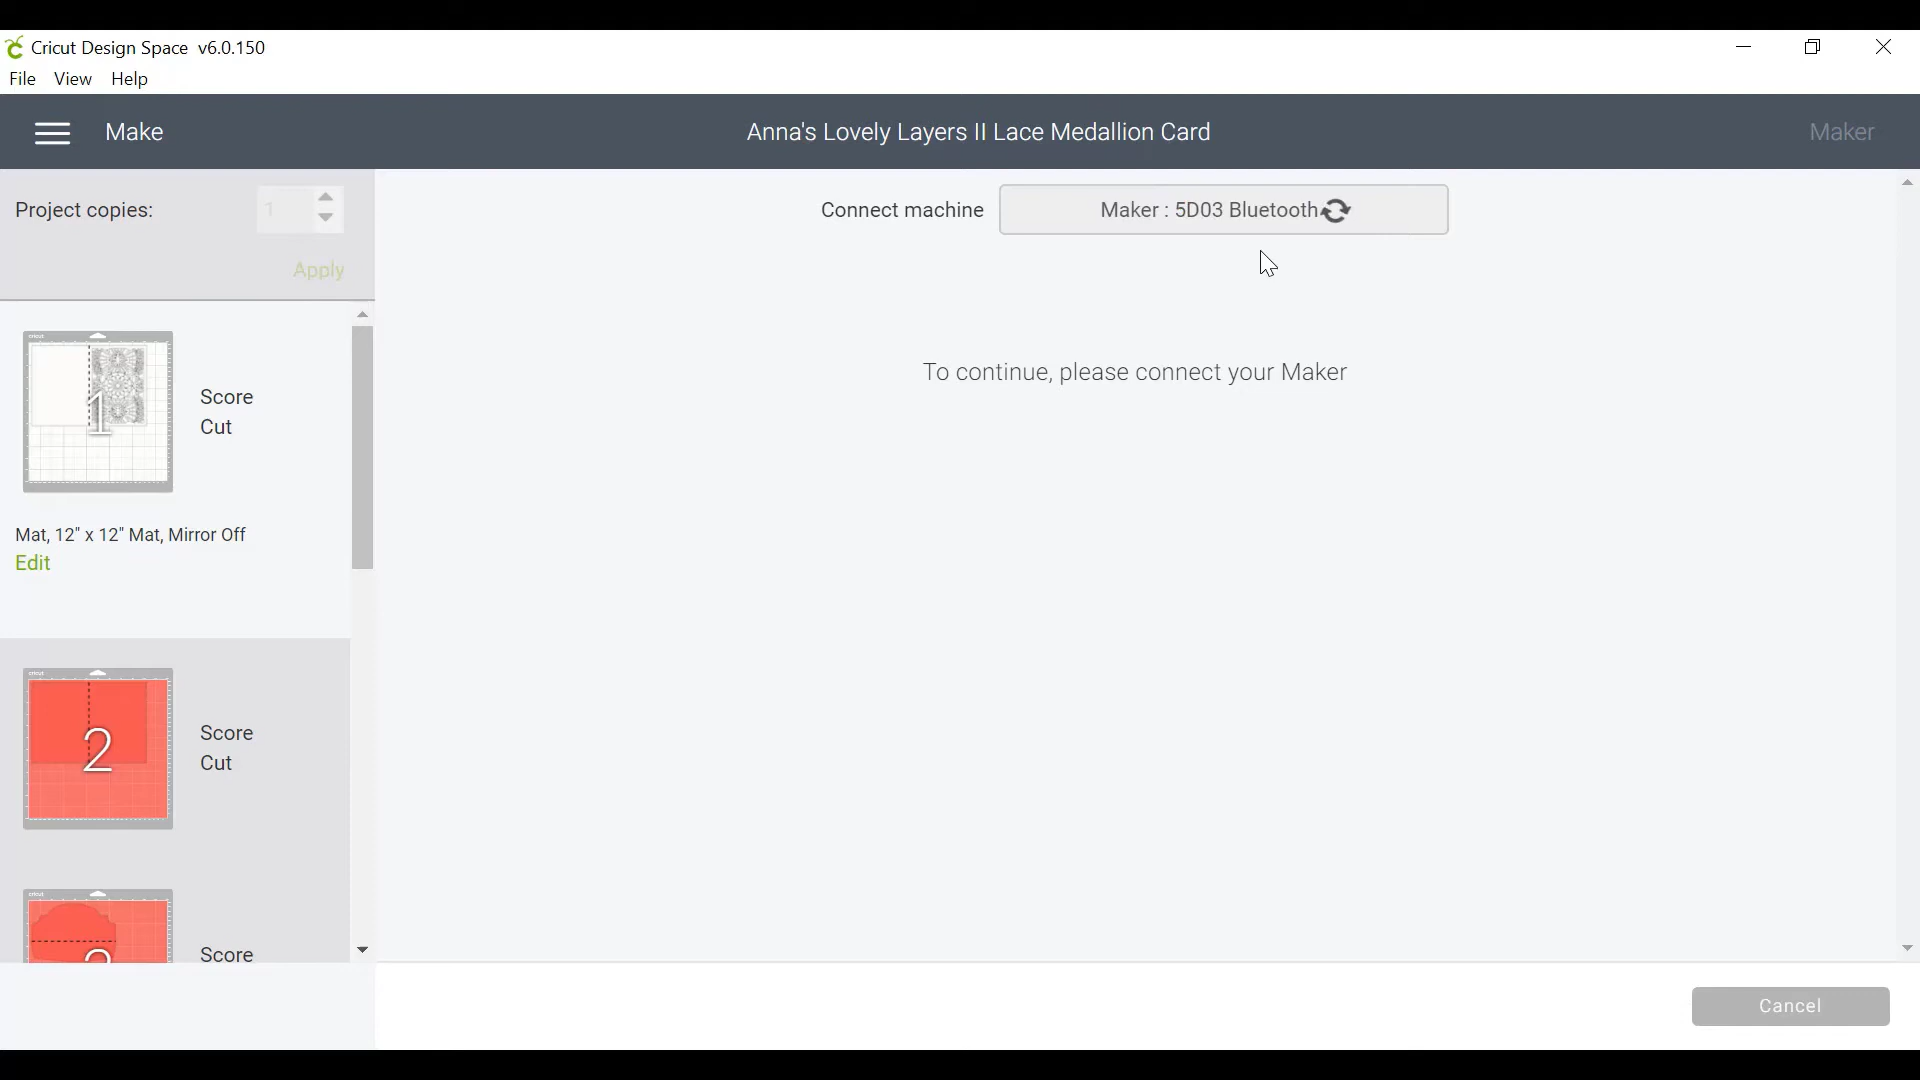 Cricut Design Space v6.0.150
File View Help
Make
Anna's Lovely Layers II Lace Medallion Card
Maker
Project copies:
1
Apply
Connect machine
Maker : 5D03 Bluetooth
To continue, please connect your Maker
1
Score
Cut
Mat, 12" x 12" Mat, Mirror Off
Edit
2
Score
Cut
Score
Cancel